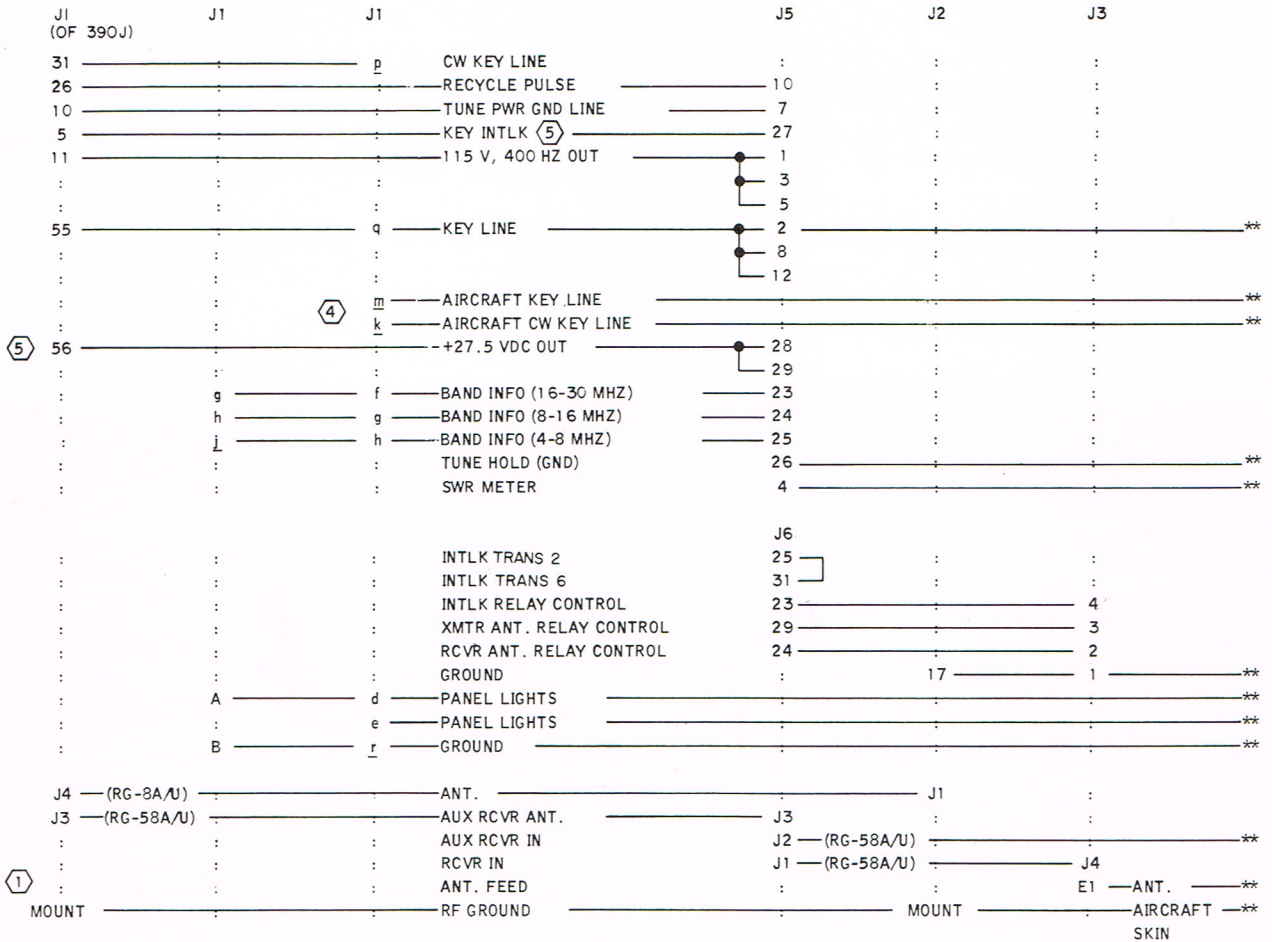 J1 J1 J1 J5 J2 J3
(OF 390J)
31 p CW KEY LINE
26 RECYCLE PULSE 10
10 TUNE PWR GND LINE 7
5 KEY INTLK 5 27
11 115 V, 400 HZ OUT 1
3
5
55 q KEY LINE 2 **
8
12
m AIRCRAFT KEY LINE **
4
k AIRCRAFT CW KEY LINE **
5 56 +27.5 VDC OUT 28
29
g f BAND INFO (16-30 MHZ) 23
h g BAND INFO (8-16 MHZ) 24
j h BAND INFO (4-8 MHZ) 25
TUNE HOLD (GND) 26 **
SWR METER 4 **
J6
INTLK TRANS 2 25
INTLK TRANS 6 31
INTLK RELAY CONTROL 23 4
XMTR ANT. RELAY CONTROL 29 3
RCVR ANT. RELAY CONTROL 24 2
GROUND 17 1 **
A d PANEL LIGHTS **
e PANEL LIGHTS **
B r GROUND **
J4 (RG-8A/U) ANT. J1
J3 (RG-58A/U) AUX RCVR ANT. J3
AUX RCVR IN J2 (RG-58A/U) **
RCVR IN J1 (RG-58A/U) J4
1 ANT. FEED E1 ANT. **
MOUNT RF GROUND MOUNT AIRCRAFT **
SKIN